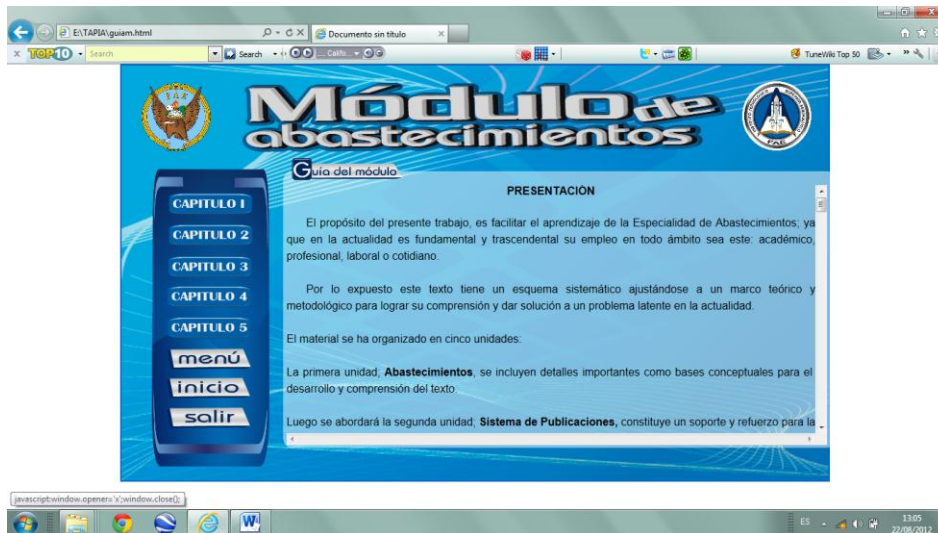 E:\TAPIA\guiam.html
Documento sin título
TOP10
Search
Search
TuneWiki Top 50
Módulo de
abastecimientos
FAE
Guía del módulo
CAPITULO 1
CAPITULO 2
CAPITULO 3
CAPITULO 4
CAPITULO 5
menú
inicio
salir
PRESENTACIÓN
El propósito del presente trabajo, es facilitar el aprendizaje de la Especialidad de Abastecimientos; ya
que en la actualidad es fundamental y trascendental su empleo en todo ámbito sea este: académico,
profesional, laboral o cotidiano.
Por lo expuesto este texto tiene un esquema sistemático ajustándose a un marco teórico y
metodológico para lograr su comprensión y dar solución a un problema latente en la actualidad.
El material se ha organizado en cinco unidades:
La primera unidad; Abastecimientos, se incluyen detalles importantes como bases conceptuales para el
desarrollo y comprensión del texto.
Luego se abordará la segunda unidad; Sistema de Publicaciones, constituye un soporte y refuerzo para la
javascript:window.opener='x';window.close();
ES
13:05
22/08/2012